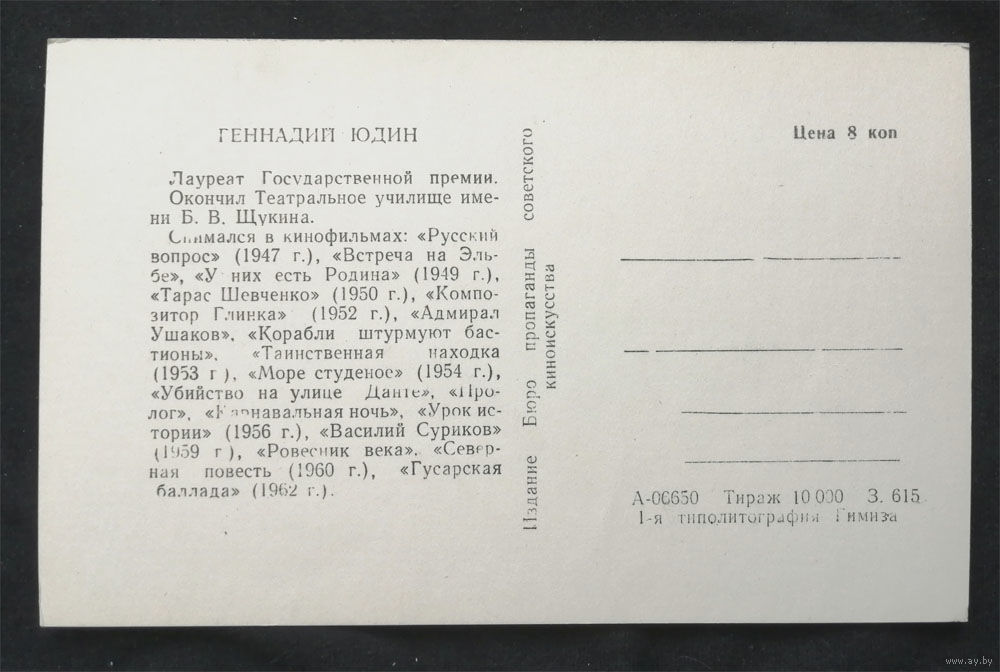 ГЕННАДИЙ ЮДИН
Лауреат Государственной премии.
Окончил Театральное училище име-
ни Б. В. Щукина.
Снимался в кинофильмах: «Русский
вопрос» (1947 г.), «Встреча на Эль-
бе», «У них есть Родина» (1949 г.),
«Тарас Шевченко» (1950 г.), «Компо-
зитор Глинка» (1952 г.), «Адмирал
Ушаков», «Корабли штурмуют бас-
тионы», «Таинственная находка
(1953 г), «Море студеное» (1954 г.),
«Убийство на улице Данте», «Про-
лог», «Карнавальная ночь», «Урок ис-
тории» (1956 г.), «Василий Суриков»
(1959 г), «Ровесник века», «Север-
ная повесть (1960 г.), «Гусарская
баллада» (1962 г.).
Издание Бюро пропаганды советского
киноискусства
Цена 8 коп
А-06650 Тираж 10 000 З. 615
1-я типолитография Гимиза
www.ay.by